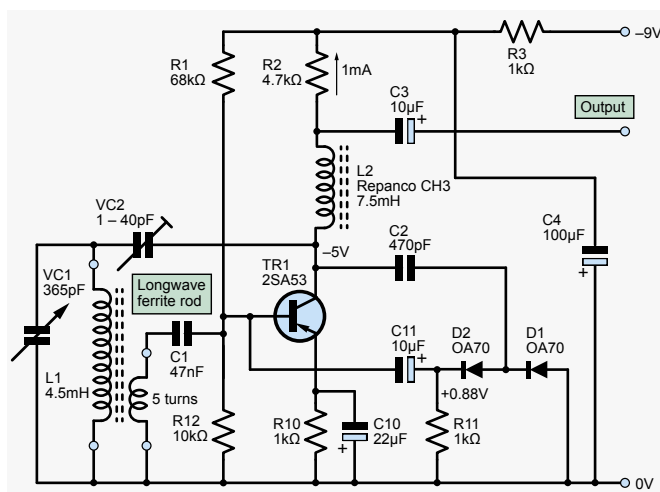 R1
68kΩ
R2
4.7kΩ
1mA
R3
1kΩ
–9V
C3
10µF
+
Output
L2
Repanco CH3
7.5mH
VC2
1 – 40pF
–5V
C2
470pF
C4
100µF
+
VC1
365pF
Longwave
ferrite rod
TR1
2SA53
C1
47nF
L1
4.5mH
5 turns
C11
10µF
+
D2
OA70
D1
OA70
+0.88V
R12
10kΩ
R10
1kΩ
C10
22µF
+
R11
1kΩ
0V